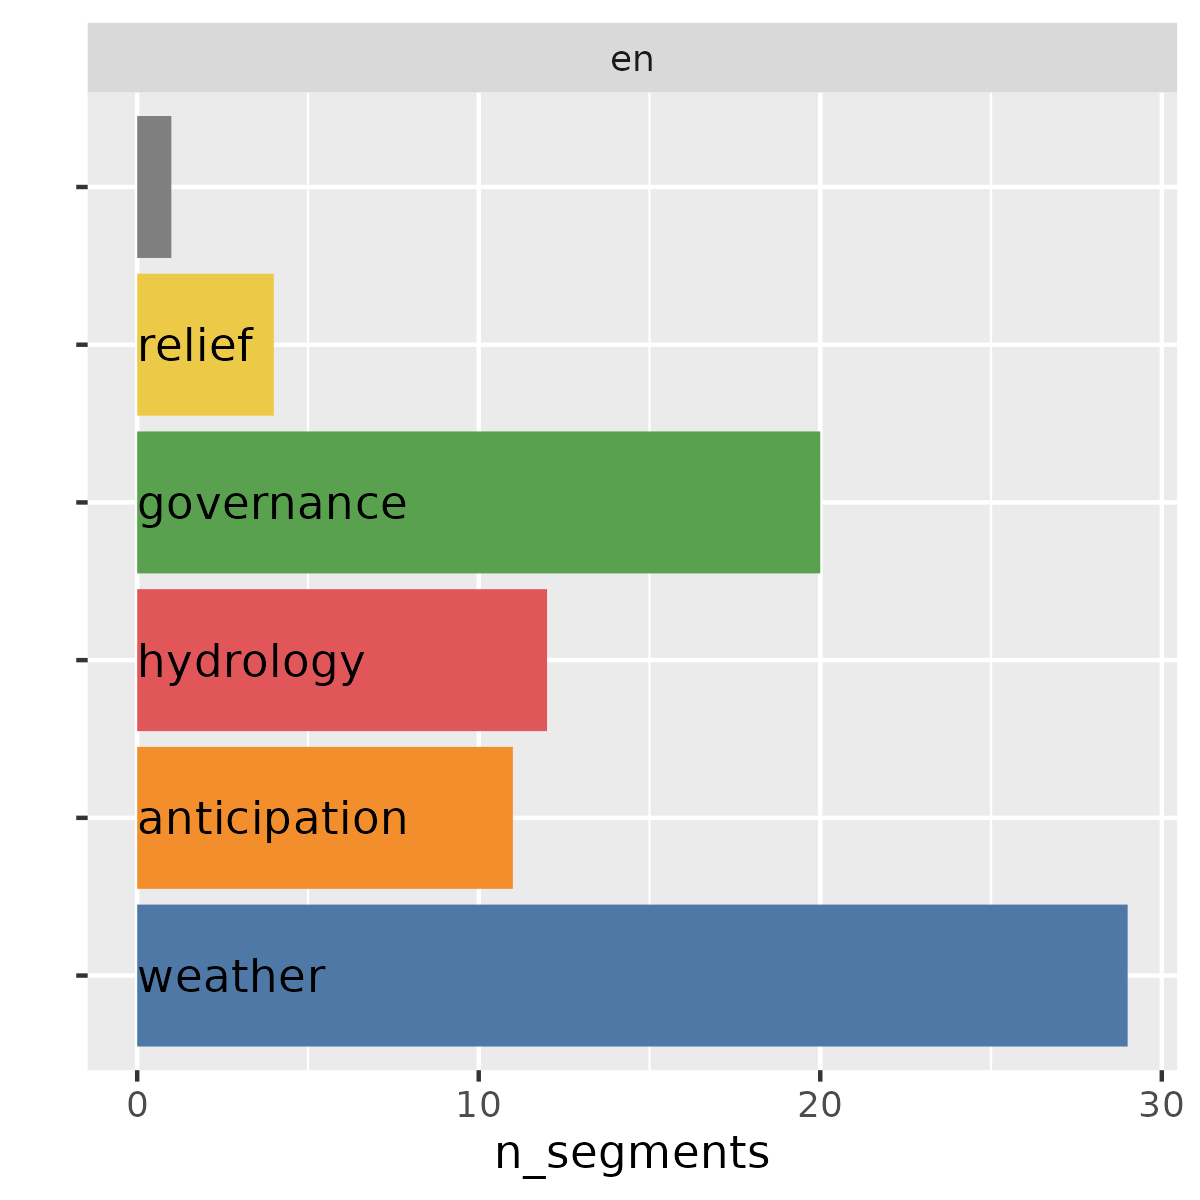 en
relief
governance
hydrology
anticipation
weather
0 10 20 30
n_segments